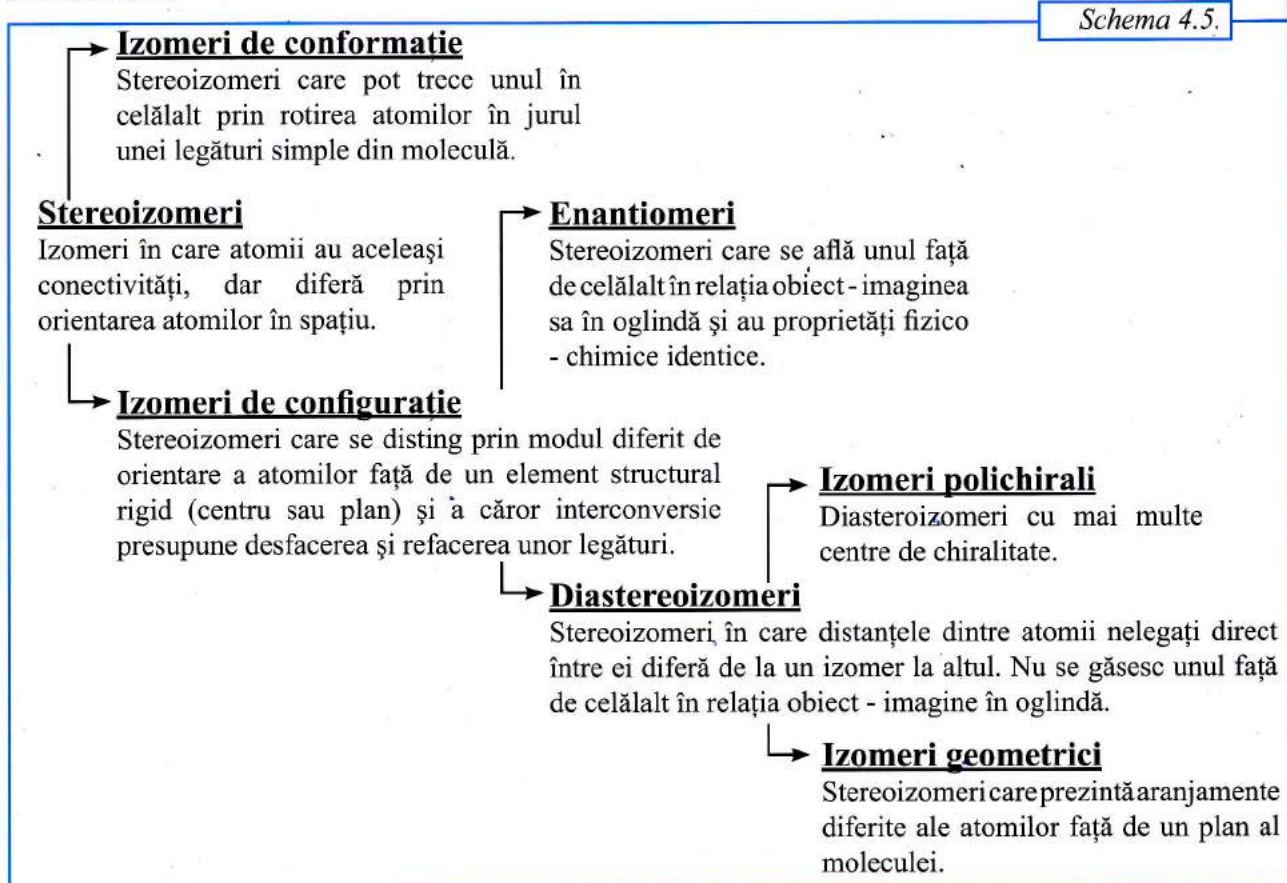 Schema 4.5.
Izomeri de conformație
Stereoizomeri care pot trece unul în
celălalt prin rotirea atomilor în jurul
unei legături simple din moleculă.
Stereoizomeri
Izomeri în care atomii au aceleași
conectivități, dar diferă prin
orientarea atomilor în spațiu.
Enantiomeri
Stereoizomeri care se află unul față
de celălalt în relația obiect - imaginea
sa în oglindă și au proprietăți fizico
- chimice identice.
Izomeri de configurație
Stereoizomeri care se disting prin modul diferit de
orientare a atomilor față de un element structural
rigid (centru sau plan) și a căror interconversie
presupune desfacerea și refacerea unor legături.
Izomeri polichirali
Diasteroizomeri cu mai multe
centre de chiralitate.
Diastereoizomeri
Stereoizomeri în care distanțele dintre atomii nelegați direct
între ei diferă de la un izomer la altul. Nu se găsesc unul față
de celălalt în relația obiect - imagine în oglindă.
Izomeri geometrici
Stereoizomeri care prezintă aranjamente
diferite ale atomilor față de un plan al
moleculei.